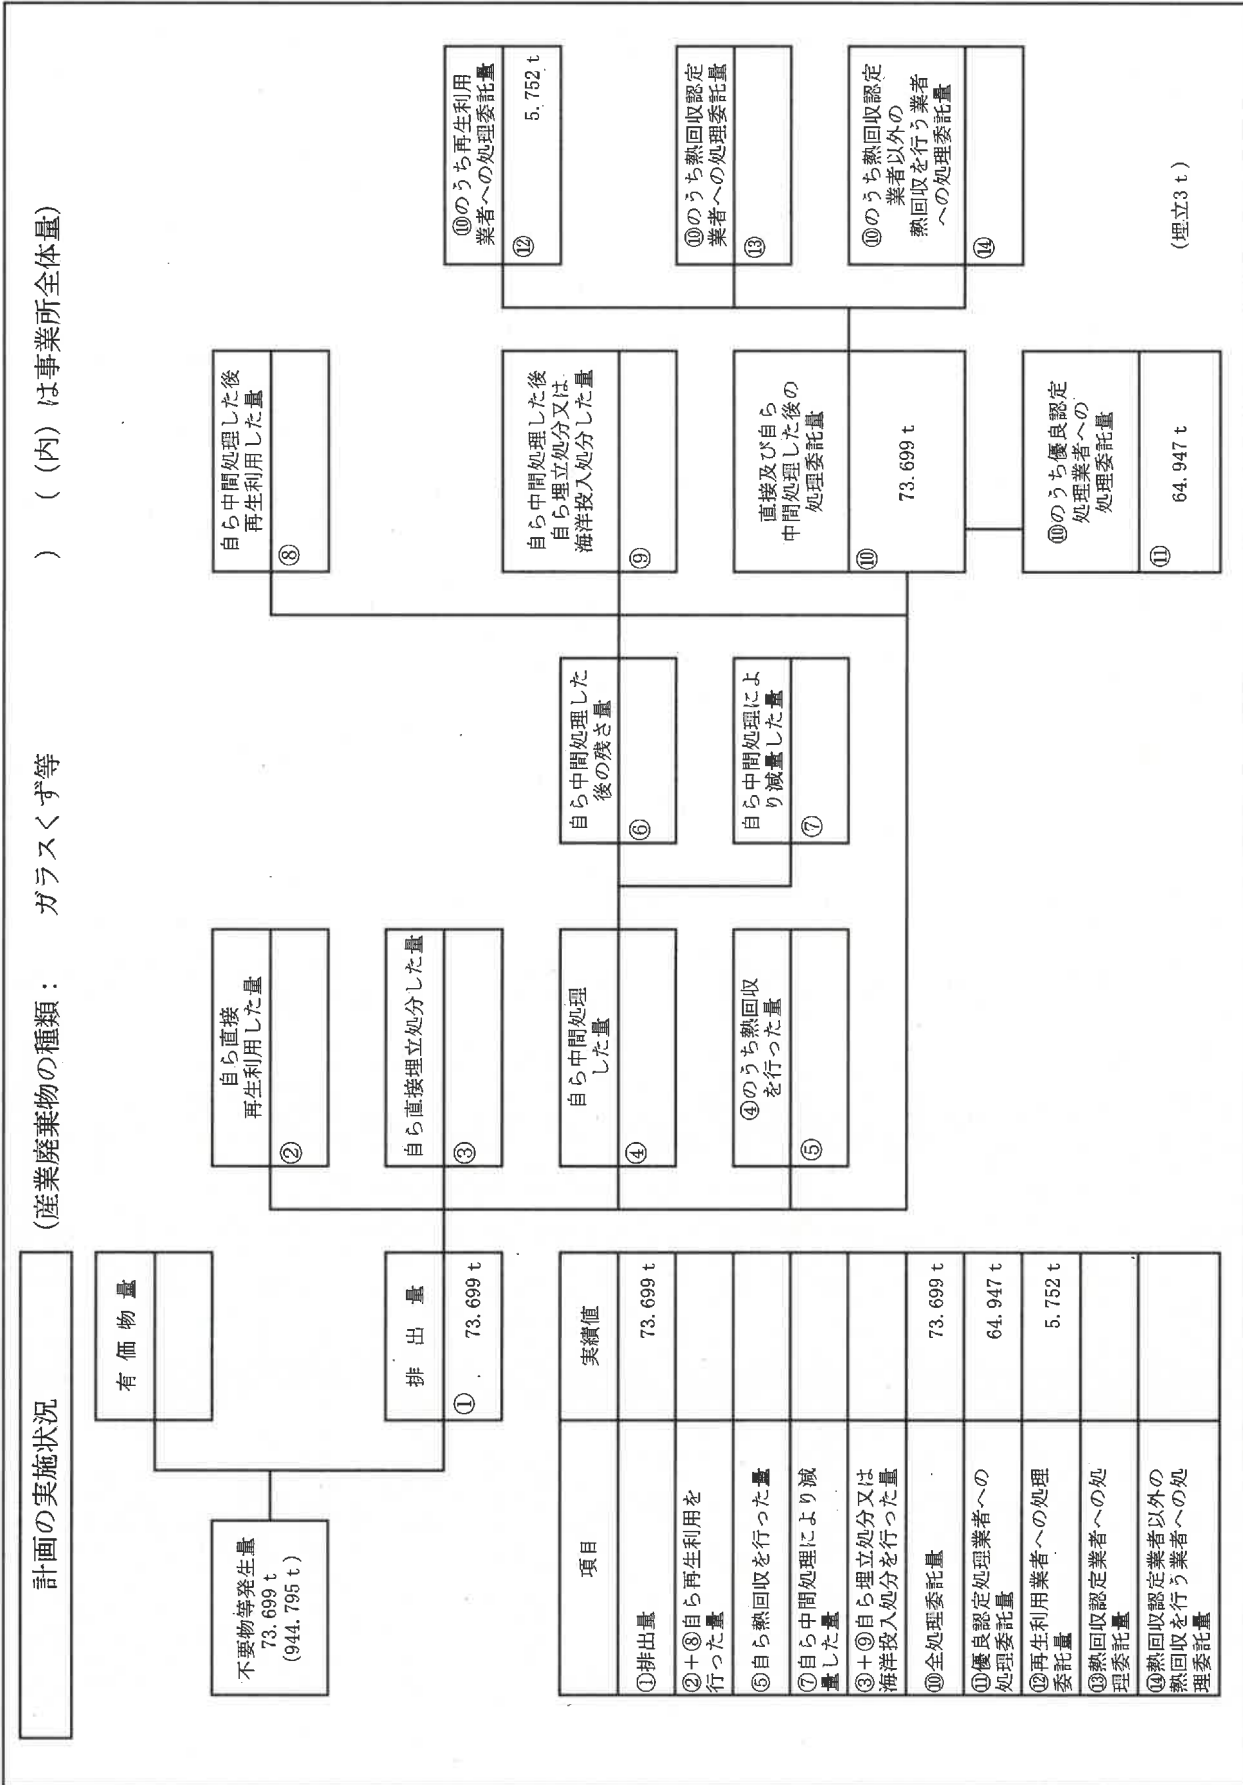 計画の実施状況
(産業廃棄物の種類： ガラスくず等 ) ( (内) は事業所全体量)
不要物等発生量
73.699 t
(944.795 t)
有 価 物 量
排 出 量
① 73.699 t
自ら直接
再生利用した量
②
自ら直接埋立処分した量
③
自ら中間処理
した量
④
④のうち熱回収
を行った量
⑤
自ら中間処理した
後の残さ量
⑥
自ら中間処理によ
り減量した量
⑦
自ら中間処理した後
再生利用した量
⑧
自ら中間処理した後
自ら埋立処分又は
海洋投入処分した量
⑨
直接及び自ら
中間処理した後の
処理委託量
⑩
73.699 t
⑩のうち優良認定
処理業者への
処理委託量
⑪
64.947 t
⑩のうち再生利用
業者への処理委託量
⑫
5.752 t
⑩のうち熱回収認定
業者への処理委託量
⑬
⑩のうち熱回収認定
業者以外の
熱回収を行う業者
への処理委託量
⑭
(埋立3 t )
項目 実績値
①排出量 73.699 t
②＋⑧自ら再生利用を
行った量
⑤自ら熱回収を行った量
⑦自ら中間処理により減
量した量
③＋⑨自ら埋立処分又は
海洋投入処分を行った量
⑩全処理委託量 73.699 t
⑪優良認定処理業者への
処理委託量 64.947 t
⑫再生利用業者への処理
委託量 5.752 t
⑬熱回収認定業者への処
理委託量
⑭熱回収認定業者以外の
熱回収を行う業者への処
理委託量